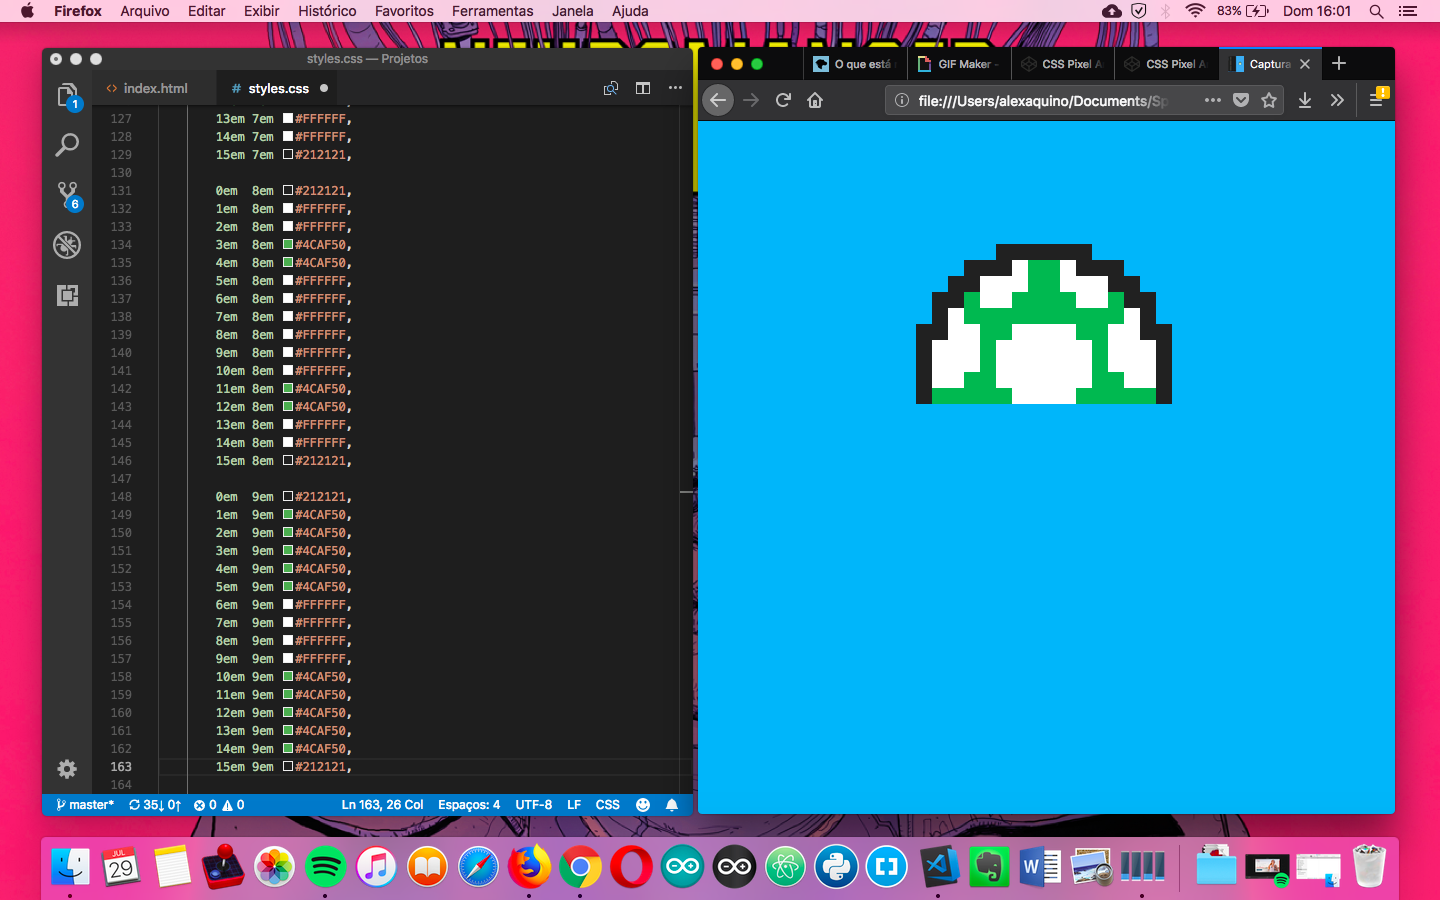 Firefox Arquivo Editar Exibir Histórico Favoritos Ferramentas Janela Ajuda 83% Dom 16:01
styles.css — Projetos
<> index.html # styles.css
1
6
127 13em 7em #FFFFFF,
128 14em 7em #FFFFFF,
129 15em 7em #212121,
130
131 0em 8em #212121,
132 1em 8em #FFFFFF,
133 2em 8em #FFFFFF,
134 3em 8em #4CAF50,
135 4em 8em #4CAF50,
136 5em 8em #FFFFFF,
137 6em 8em #FFFFFF,
138 7em 8em #FFFFFF,
139 8em 8em #FFFFFF,
140 9em 8em #FFFFFF,
141 10em 8em #FFFFFF,
142 11em 8em #4CAF50,
143 12em 8em #4CAF50,
144 13em 8em #FFFFFF,
145 14em 8em #FFFFFF,
146 15em 8em #212121,
147
148 0em 9em #212121,
149 1em 9em #4CAF50,
150 2em 9em #4CAF50,
151 3em 9em #4CAF50,
152 4em 9em #4CAF50,
153 5em 9em #4CAF50,
154 6em 9em #FFFFFF,
155 7em 9em #FFFFFF,
156 8em 9em #FFFFFF,
157 9em 9em #FFFFFF,
158 10em 9em #4CAF50,
159 11em 9em #4CAF50,
160 12em 9em #4CAF50,
161 13em 9em #4CAF50,
162 14em 9em #4CAF50,
163 15em 9em #212121,
164
master* 35↓ 0↑ 0 0 Ln 163, 26 Col Espaços: 4 UTF-8 LF CSS
O que está GIF Maker - CSS Pixel A CSS Pixel A Captura
file:///Users/alexaquino/Documents/Sp
JUL
29